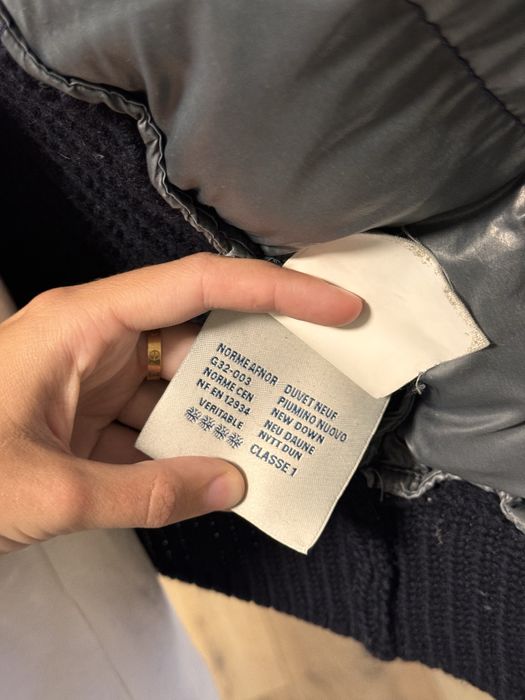 NORME AFNOR
G32-003
NORME CEN
NF EN 12934
VERITABLE
DUVET NEUF
PIUMINO NUOVO
NEW DOWN
NEU DAUNE
NYTT DUN
CLASSE 1